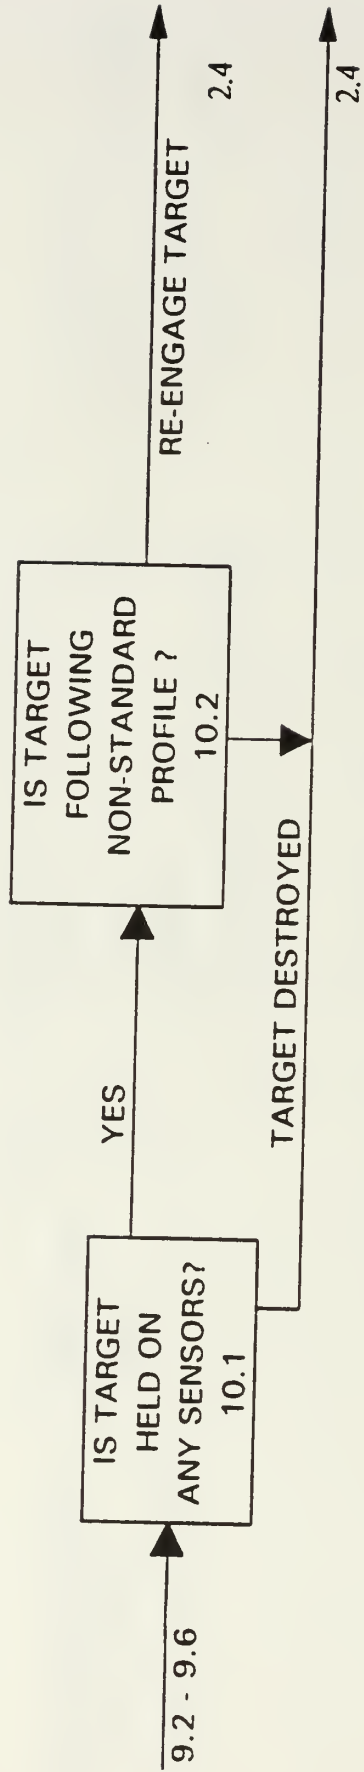 9.2 - 9.6
IS TARGET
HELD ON
ANY SENSORS?
10.1
YES
IS TARGET
FOLLOWING
NON-STANDARD
PROFILE ?
10.2
RE-ENGAGE TARGET
2.4
TARGET DESTROYED
2.4